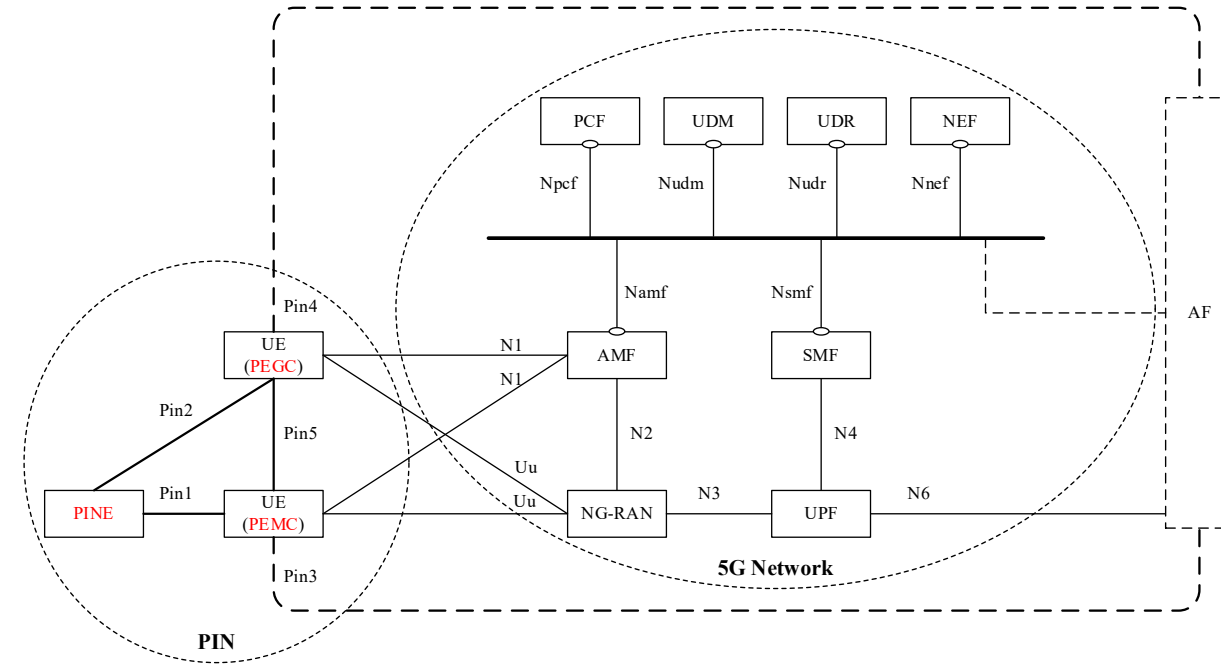 PCF
UDM
UDR
NEF
Npcf
Nudm
Nudr
Nnef
Namf
Nsmf
Pin4
AF
UE
(PEGC)
N1
AMF
SMF
N1
Pin2
Pin5
N2
N4
Uu
Pin1
Uu
N3
N6
PINE
UE
(PEMC)
NG-RAN
UPF
Pin3
5G Network
PIN